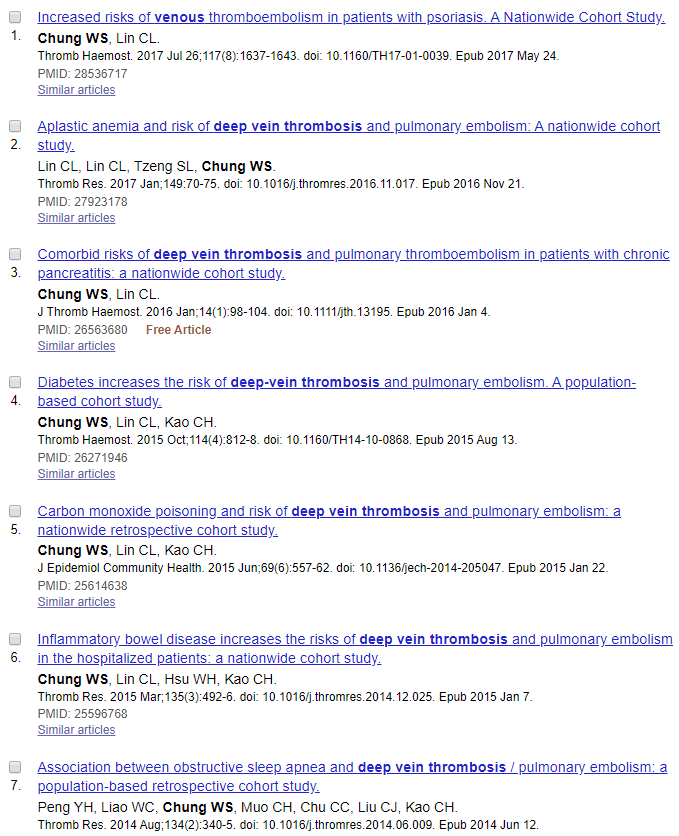 Increased risks of venous thromboembolism in patients with psoriasis. A Nationwide Cohort Study.
1.
Chung WS, Lin CL.
Thromb Haemost. 2017 Jul 26;117(8):1637-1643. doi: 10.1160/TH17-01-0039. Epub 2017 May 24.
PMID: 28536717
Similar articles
Aplastic anemia and risk of deep vein thrombosis and pulmonary embolism: A nationwide cohort
2. study.
Lin CL, Lin CL, Tzeng SL, Chung WS.
Thromb Res. 2017 Jan;149:70-75. doi: 10.1016/j.thromres.2016.11.017. Epub 2016 Nov 21.
PMID: 27923178
Similar articles
Comorbid risks of deep vein thrombosis and pulmonary thromboembolism in patients with chronic
3. pancreatitis: a nationwide cohort study.
Chung WS, Lin CL.
J Thromb Haemost. 2016 Jan;14(1):98-104. doi: 10.1111/jth.13195. Epub 2016 Jan 4.
PMID: 26563680 Free Article
Similar articles
Diabetes increases the risk of deep-vein thrombosis and pulmonary embolism. A population-
4. based cohort study.
Chung WS, Lin CL, Kao CH.
Thromb Haemost. 2015 Oct;114(4):812-8. doi: 10.1160/TH14-10-0868. Epub 2015 Aug 13.
PMID: 26271946
Similar articles
Carbon monoxide poisoning and risk of deep vein thrombosis and pulmonary embolism: a
5. nationwide retrospective cohort study.
Chung WS, Lin CL, Kao CH.
J Epidemiol Community Health. 2015 Jun;69(6):557-62. doi: 10.1136/jech-2014-205047. Epub 2015 Jan 22.
PMID: 25614638
Similar articles
Inflammatory bowel disease increases the risks of deep vein thrombosis and pulmonary embolism
6. in the hospitalized patients: a nationwide cohort study.
Chung WS, Lin CL, Hsu WH, Kao CH.
Thromb Res. 2015 Mar;135(3):492-6. doi: 10.1016/j.thromres.2014.12.025. Epub 2015 Jan 7.
PMID: 25596768
Similar articles
Association between obstructive sleep apnea and deep vein thrombosis / pulmonary embolism: a
7. population-based retrospective cohort study.
Peng YH, Liao WC, Chung WS, Muo CH, Chu CC, Liu CJ, Kao CH.
Thromb Res. 2014 Aug;134(2):340-5. doi: 10.1016/j.thromres.2014.06.009. Epub 2014 Jun 12.